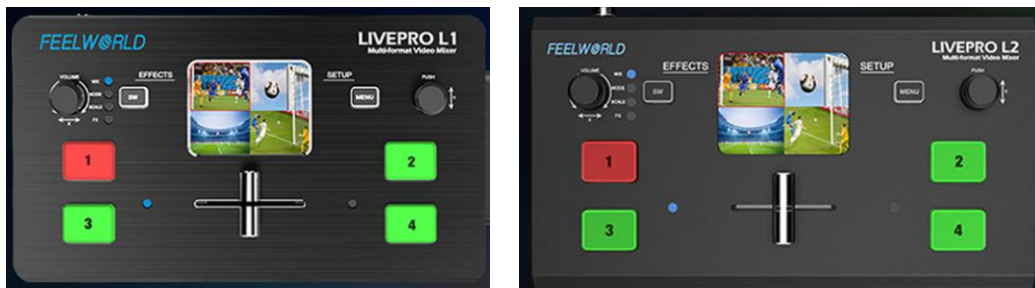 FEELWORLD
LIVEPRO L1
Multi-format Video Mixer
VOLUME
MIX
MODE
SCALE
FX
EFFECTS
SW
SETUP
MENU
PUSH
1
2
3
4
FEELWORLD
LIVEPRO L2
Multi-format Video Mixer
VOLUME
MIX
MODE
SCALE
FX
EFFECTS
SW
SETUP
MENU
PUSH
1
2
3
4